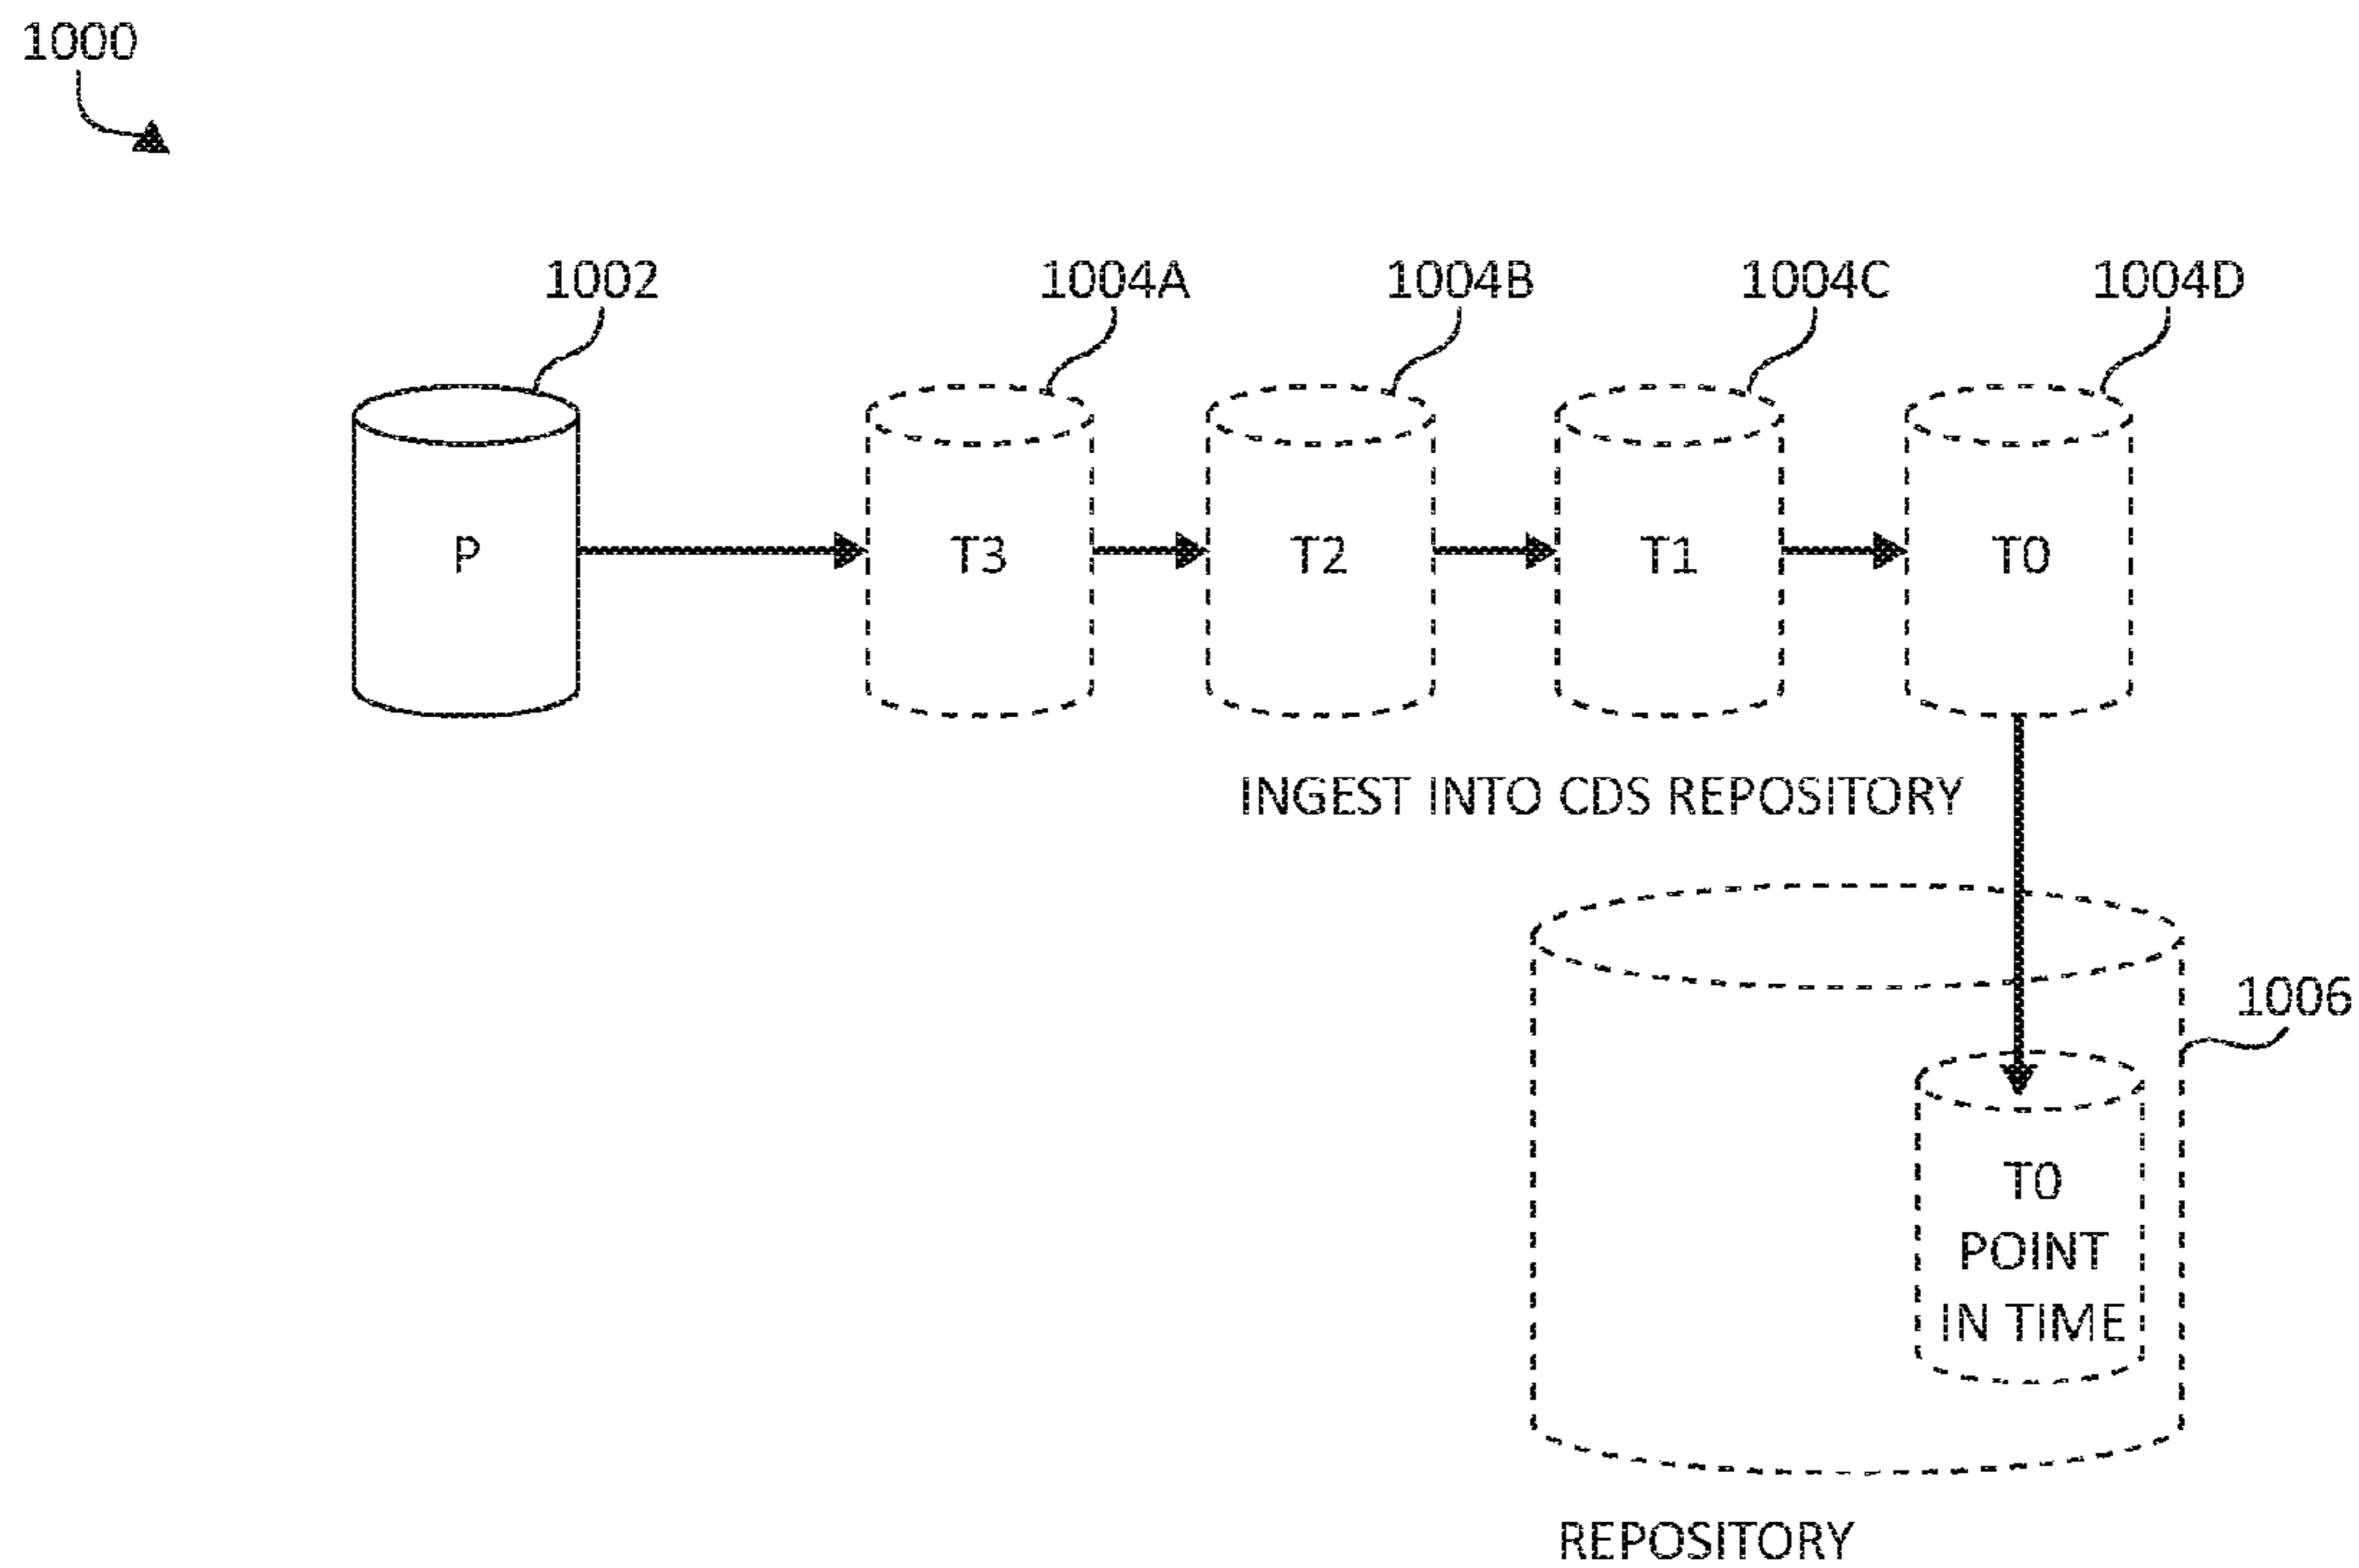 1000
1002
1004A
1004B
1004C
1004D
P
T3
T2
T1
T0
INGEST INTO CDS REPOSITORY
1006
T0
POINT
IN TIME
REPOSITORY